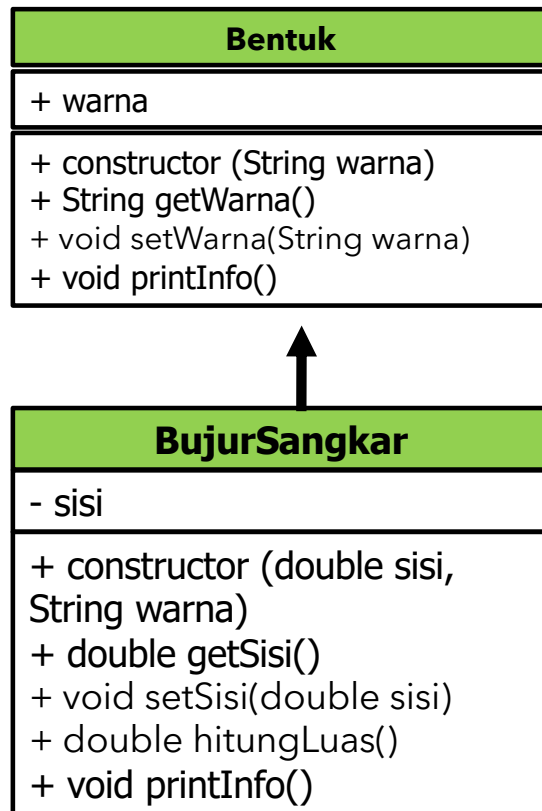 Bentuk
+ warna
+ constructor (String warna)
+ String getWarna()
+ void setWarna(String warna)
+ void printInfo()
BujurSangkar
- sisi
+ constructor (double sisi,
String warna)
+ double getSisi()
+ void setSisi(double sisi)
+ double hitungLuas()
+ void printInfo()